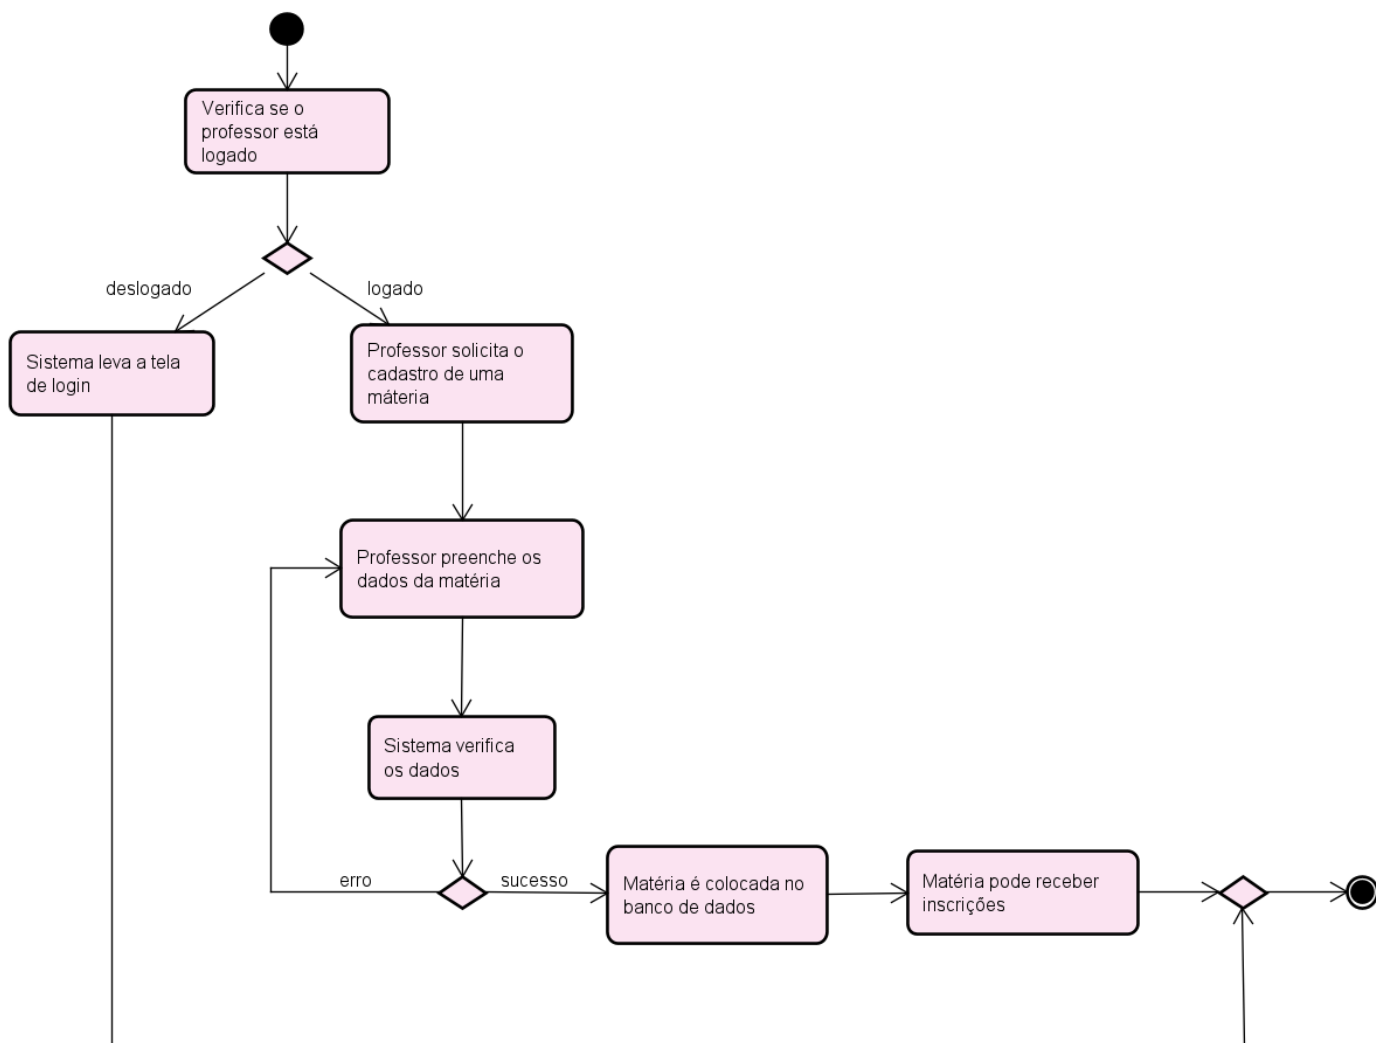 Verifica se o
professor está
logado
deslogado
logado
Sistema leva a tela
de login
Professor solicita o
cadastro de uma
máteria
Professor preenche os
dados da matéria
Sistema verifica
os dados
erro
sucesso
Matéria é colocada no
banco de dados
Matéria pode receber
inscrições